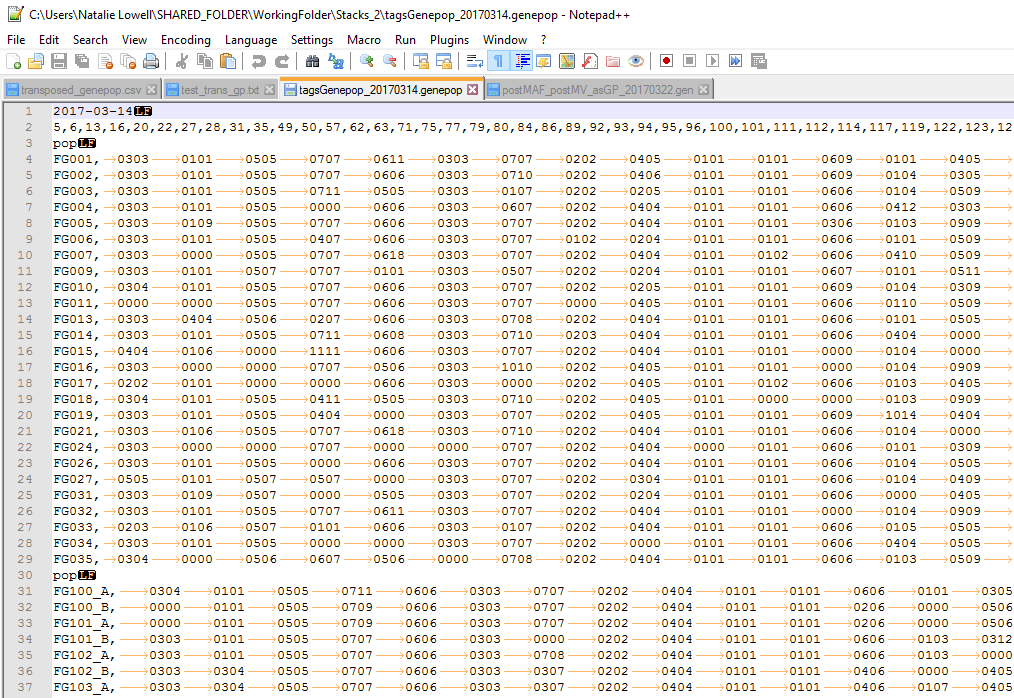 C:\Users\Natalie Lowell\SHARED_FOLDER\WorkingFolder\Stacks_2\tagsGenepop_20170314.genepop - Notepad++
File Edit Search View Encoding Language Settings Macro Run Plugins Window ?
transposed_genepop.csv test_trans_gp.txt tagsGenepop_20170314.genepop postMAF_postMV_asGP_20170322.gen
1 2017-03-14LF
2 5,6,13,16,20,22,27,28,31,35,49,50,57,62,63,71,75,77,79,80,84,86,89,92,93,94,95,96,100,101,111,112,114,117,119,122,123,12
3 popLF
4 FG001, 0303 0101 0505 0707 0611 0303 0707 0202 0405 0101 0101 0609 0101 0405
5 FG002, 0303 0101 0505 0707 0606 0303 0710 0202 0406 0101 0101 0609 0104 0305
6 FG003, 0303 0101 0505 0711 0505 0303 0107 0202 0205 0101 0101 0606 0104 0509
7 FG004, 0303 0101 0505 0000 0606 0303 0607 0202 0404 0101 0101 0606 0412 0303
8 FG005, 0303 0109 0505 0707 0606 0303 0707 0202 0404 0101 0101 0306 0103 0909
9 FG006, 0303 0101 0505 0407 0606 0303 0707 0102 0204 0101 0101 0606 0101 0509
10 FG007, 0303 0000 0505 0707 0618 0303 0707 0202 0404 0101 0102 0606 0410 0509
11 FG009, 0303 0101 0507 0707 0101 0303 0507 0202 0204 0101 0101 0607 0101 0511
12 FG010, 0304 0101 0505 0707 0606 0303 0707 0202 0205 0101 0101 0609 0104 0309
13 FG011, 0000 0000 0505 0707 0606 0303 0707 0000 0405 0101 0101 0606 0110 0509
14 FG013, 0303 0404 0506 0207 0606 0303 0708 0202 0404 0101 0101 0606 0101 0505
15 FG014, 0303 0101 0505 0711 0608 0303 0710 0203 0404 0101 0101 0606 0404 0000
16 FG015, 0404 0106 0000 1111 0606 0303 0707 0202 0404 0101 0101 0000 0104 0000
17 FG016, 0303 0000 0000 0707 0506 0303 1010 0202 0404 0101 0101 0000 0104 0909
18 FG017, 0202 0101 0000 0000 0606 0303 0000 0202 0405 0101 0102 0606 0103 0405
19 FG018, 0304 0101 0505 0411 0505 0303 0710 0202 0405 0101 0000 0000 0103 0909
20 FG019, 0303 0101 0505 0404 0000 0303 0707 0202 0405 0101 0101 0609 1014 0404
21 FG021, 0303 0106 0505 0707 0618 0303 0710 0202 0404 0101 0101 0606 0104 0000
22 FG024, 0303 0000 0000 0707 0000 0000 0707 0202 0404 0000 0101 0606 0101 0309
23 FG026, 0303 0101 0505 0000 0606 0303 0707 0202 0404 0101 0101 0606 0104 0505
24 FG027, 0505 0101 0507 0507 0000 0303 0707 0202 0304 0101 0101 0606 0104 0409
25 FG031, 0303 0109 0507 0000 0505 0303 0707 0202 0204 0101 0101 0606 0000 0405
26 FG032, 0303 0101 0505 0707 0611 0303 0707 0202 0404 0101 0101 0000 0104 0909
27 FG033, 0203 0106 0507 0101 0606 0303 0107 0202 0404 0101 0101 0606 0105 0505
28 FG034, 0303 0101 0505 0000 0000 0303 0707 0202 0000 0101 0101 0606 0404 0505
29 FG035, 0304 0000 0506 0607 0506 0000 0708 0202 0404 0101 0101 0606 0103 0509
30 popLF
31 FG100_A, 0304 0101 0505 0711 0606 0303 0707 0202 0404 0101 0101 0606 0101 0305
32 FG100_B, 0000 0101 0505 0709 0606 0303 0707 0202 0404 0101 0101 0206 0000 0506
33 FG101_A, 0000 0101 0505 0709 0606 0303 0707 0202 0404 0101 0101 0206 0000 0506
34 FG101_B, 0303 0101 0505 0707 0606 0303 0000 0202 0404 0101 0101 0606 0103 0312
35 FG102_A, 0303 0101 0505 0707 0606 0303 0708 0202 0404 0101 0101 0606 0103 0000
36 FG102_B, 0303 0304 0505 0707 0606 0303 0307 0202 0404 0101 0101 0406 0000 0405
37 FG103_A, 0303 0304 0505 0707 0606 0303 0307 0202 0404 0101 0101 0406 0107 0405